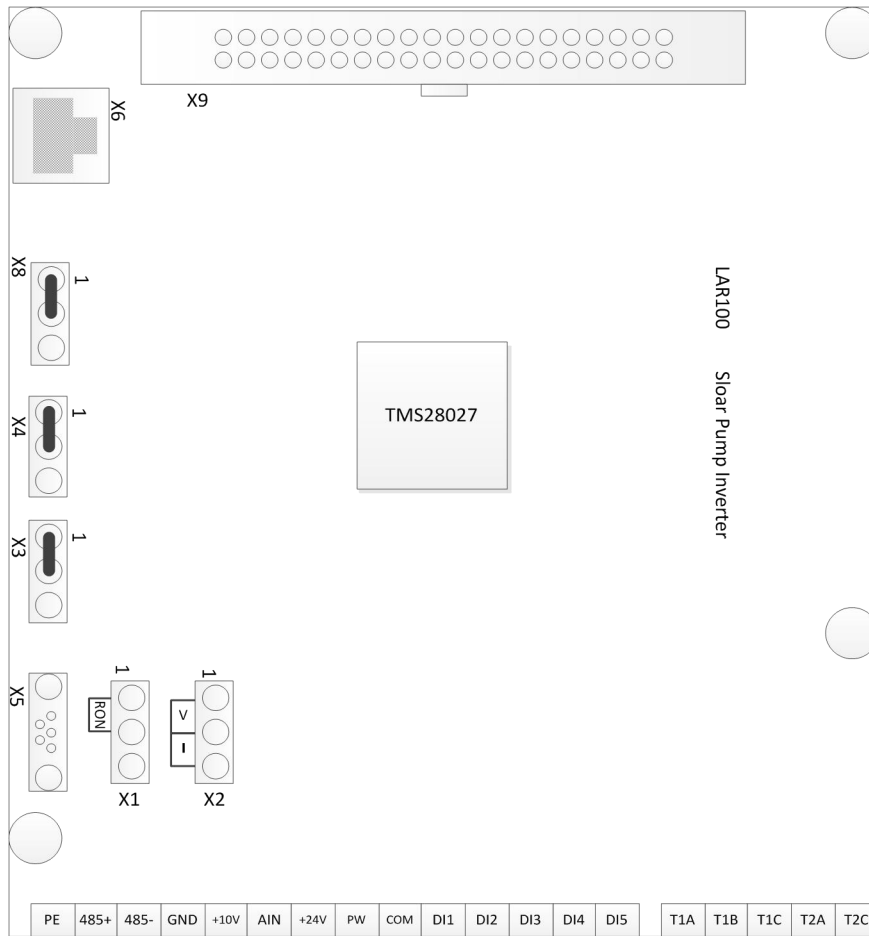 X9
X6
X8
1
LAR100 Sloar Pump Inverter
X4
1
TMS28027
X3
1
X5
1
RON
X1
1
V
I
X2
PE 485+ 485- GND +10V AIN +24V PW COM DI1 DI2 DI3 DI4 DI5 T1A T1B T1C T2A T2C